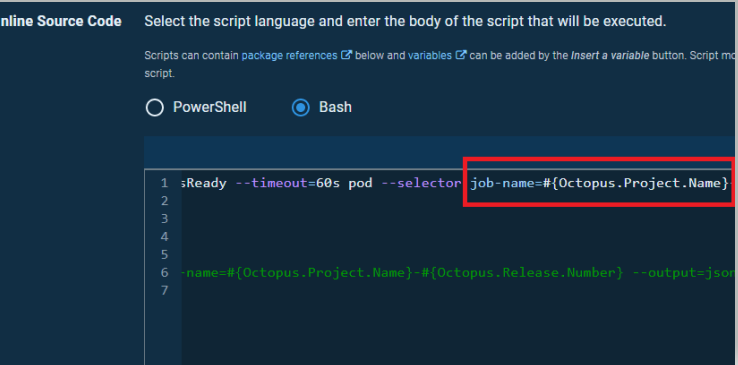 nline Source Code Select the script language and enter the body of the script that will be executed.
Scripts can contain package references below and variables can be added by the Insert a variable button. Script mo
script.
PowerShell Bash
1 sReady --timeout=60s pod --selector job-name=#{Octopus.Project.Name}-
2
3
4
5
6 -name=#{Octopus.Project.Name}-#{Octopus.Release.Number} --output=json
7